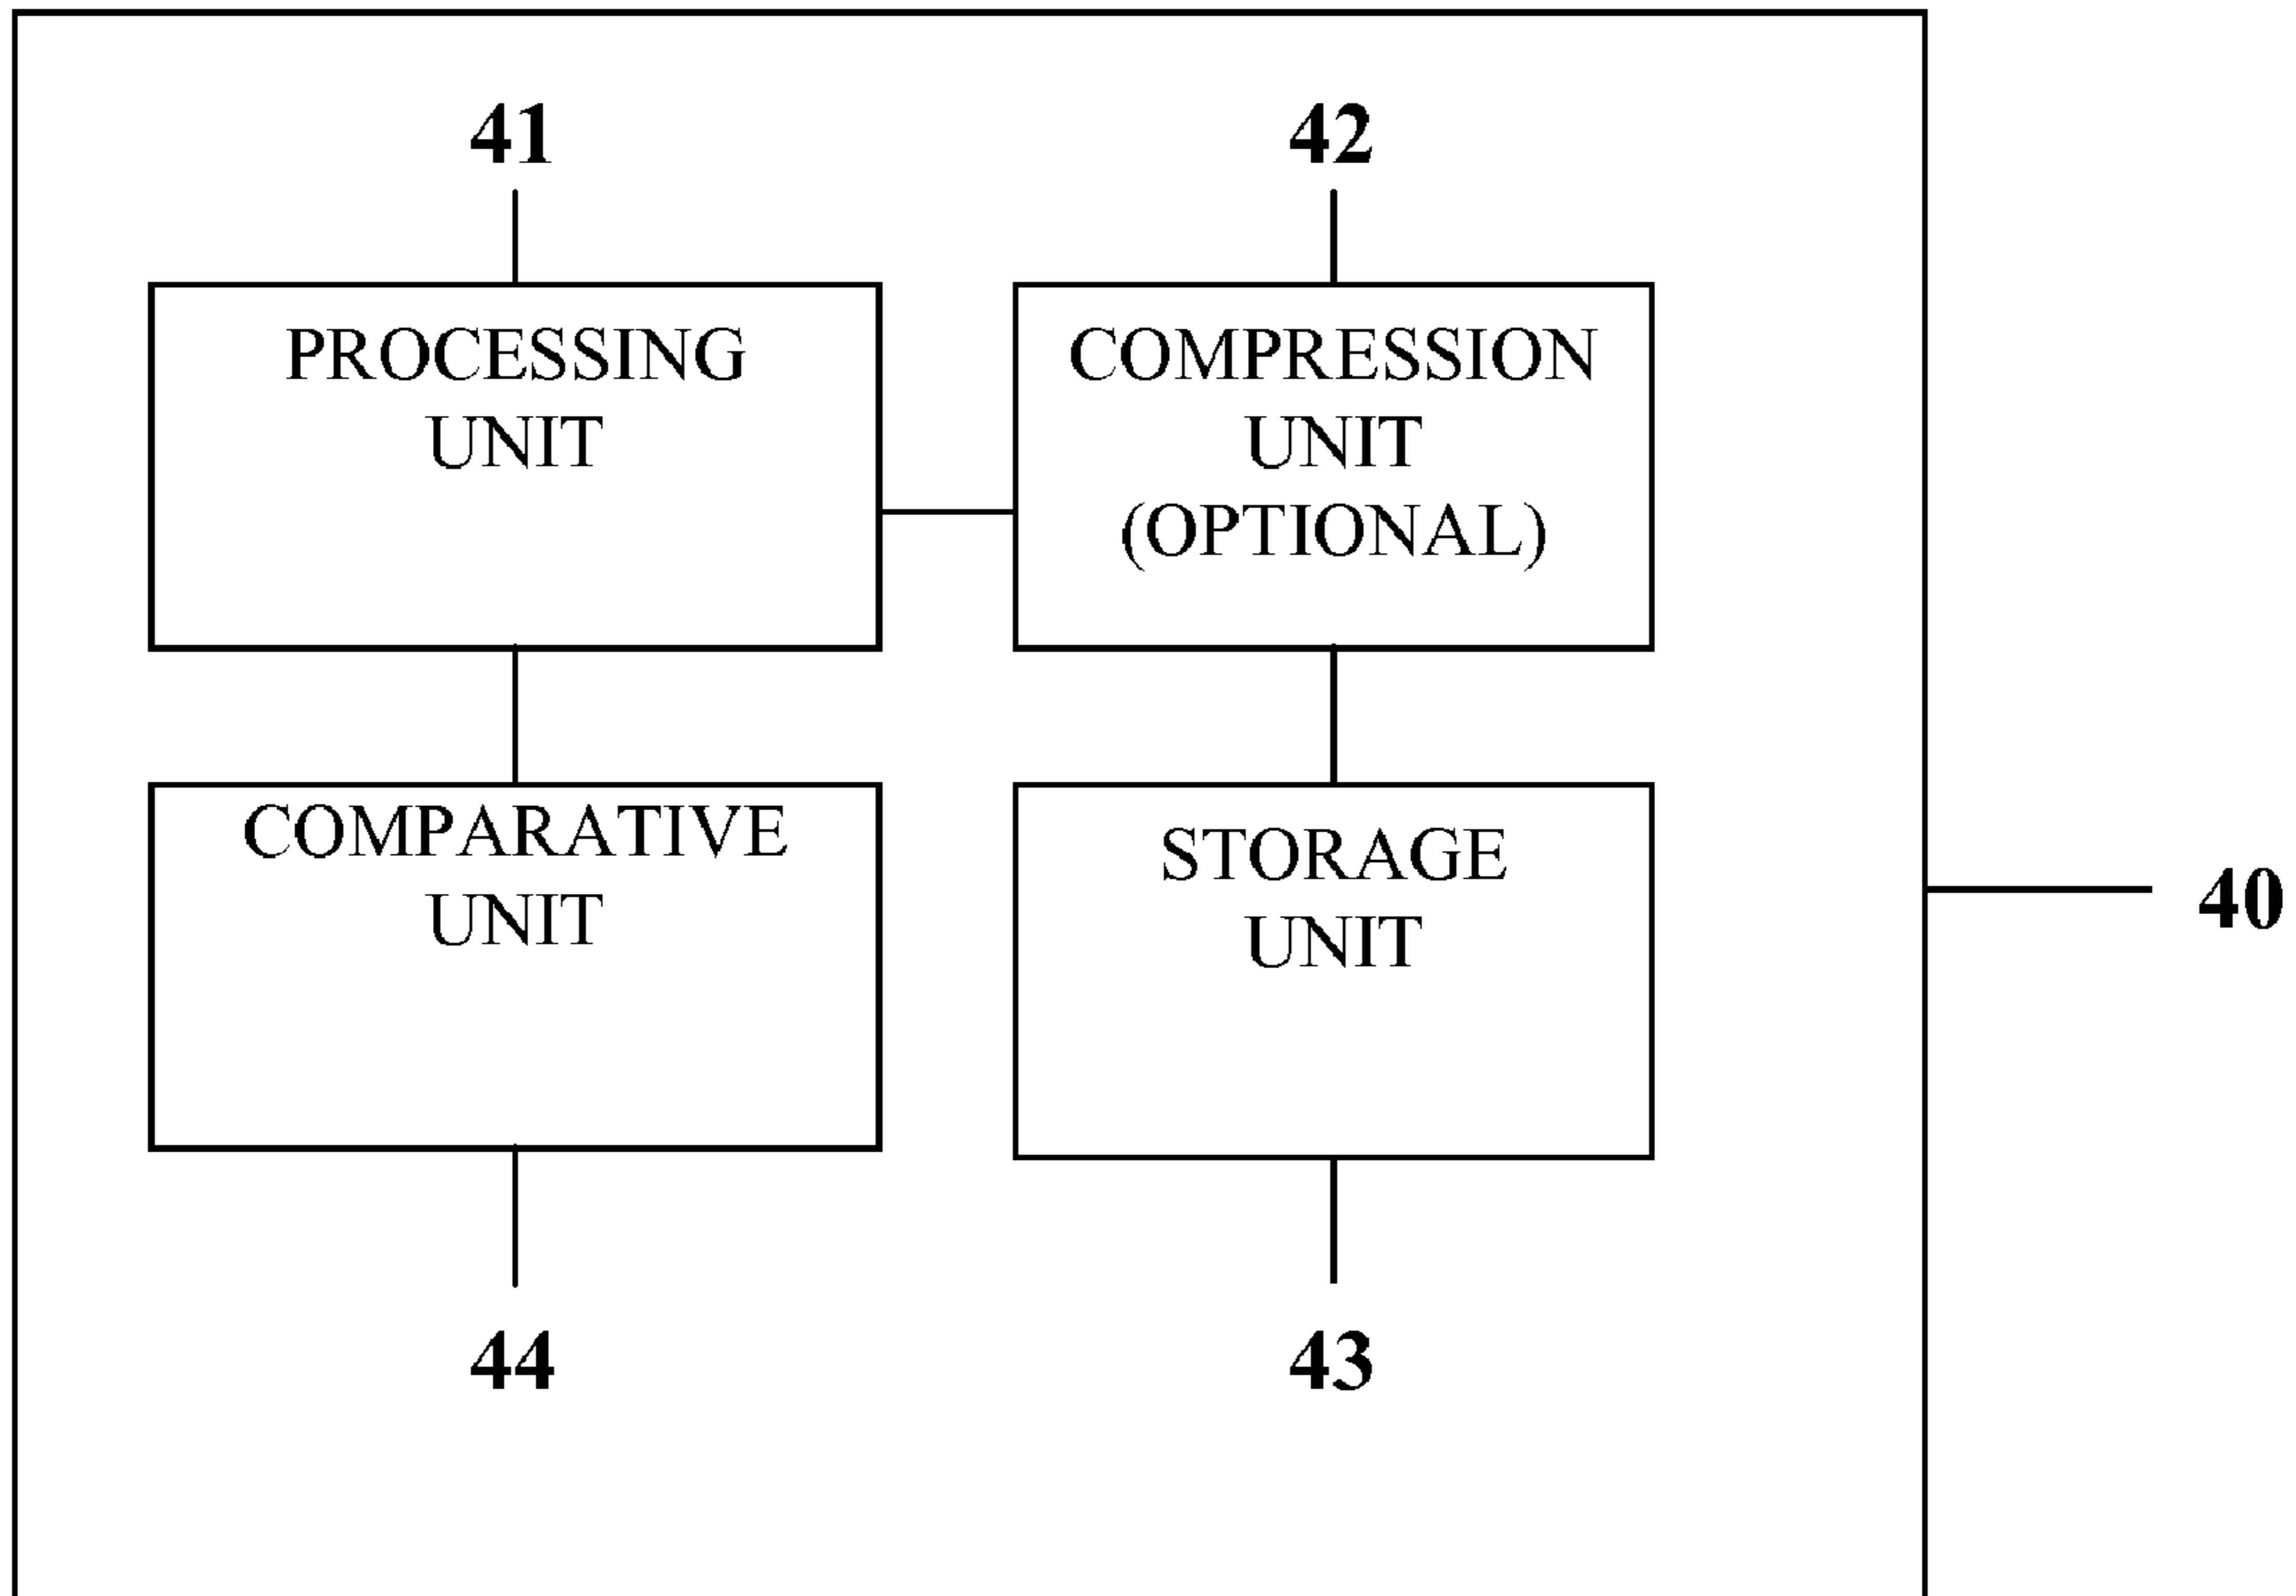 41
42
PROCESSING
UNIT
COMPRESSION
UNIT
(OPTIONAL)
COMPARATIVE
UNIT
STORAGE
UNIT
40
44
43